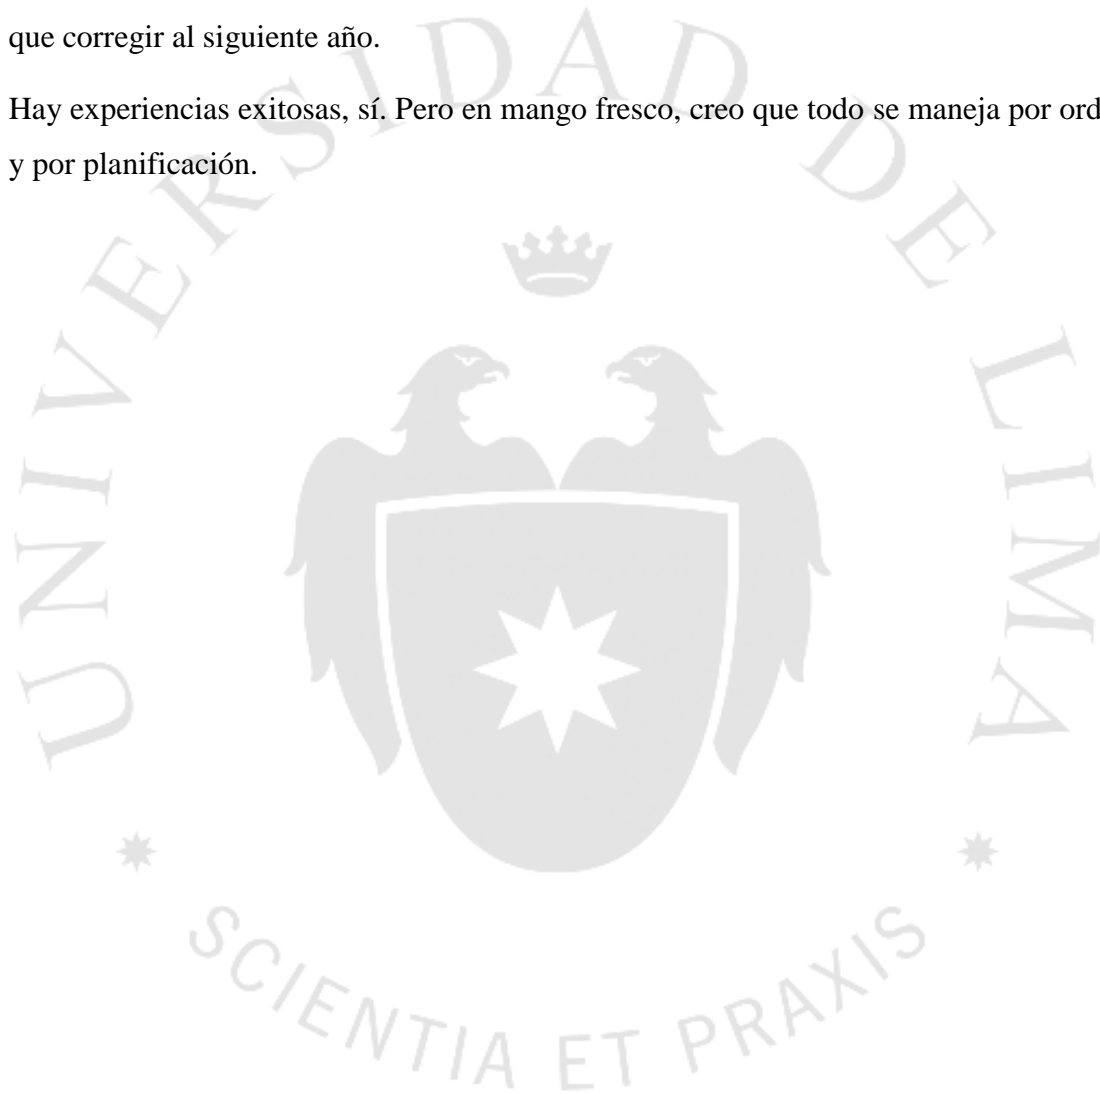 que corregir al siguiente año.
Hay experiencias exitosas, sí. Pero en mango fresco, creo que todo se maneja por ord
y por planificación.
UNIVERSIDAD DE LIMA
SCIENTIA ET PRAXIS